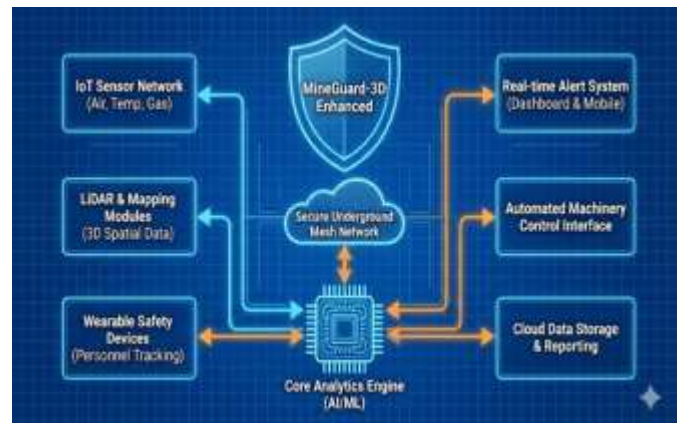 MineGuard-3D
Enhanced
IoT Sensor Network
(Air, Temp, Gas)
LiDAR & Mapping
Modules
(3D Spatial Data)
Wearable Safety
Devices
(Personnel Tracking)
Secure Underground
Mesh Network
Core Analytics Engine
(AI/ML)
Real-time Alert System
(Dashboard & Mobile)
Automated Machinery
Control Interface
Cloud Data Storage
& Reporting